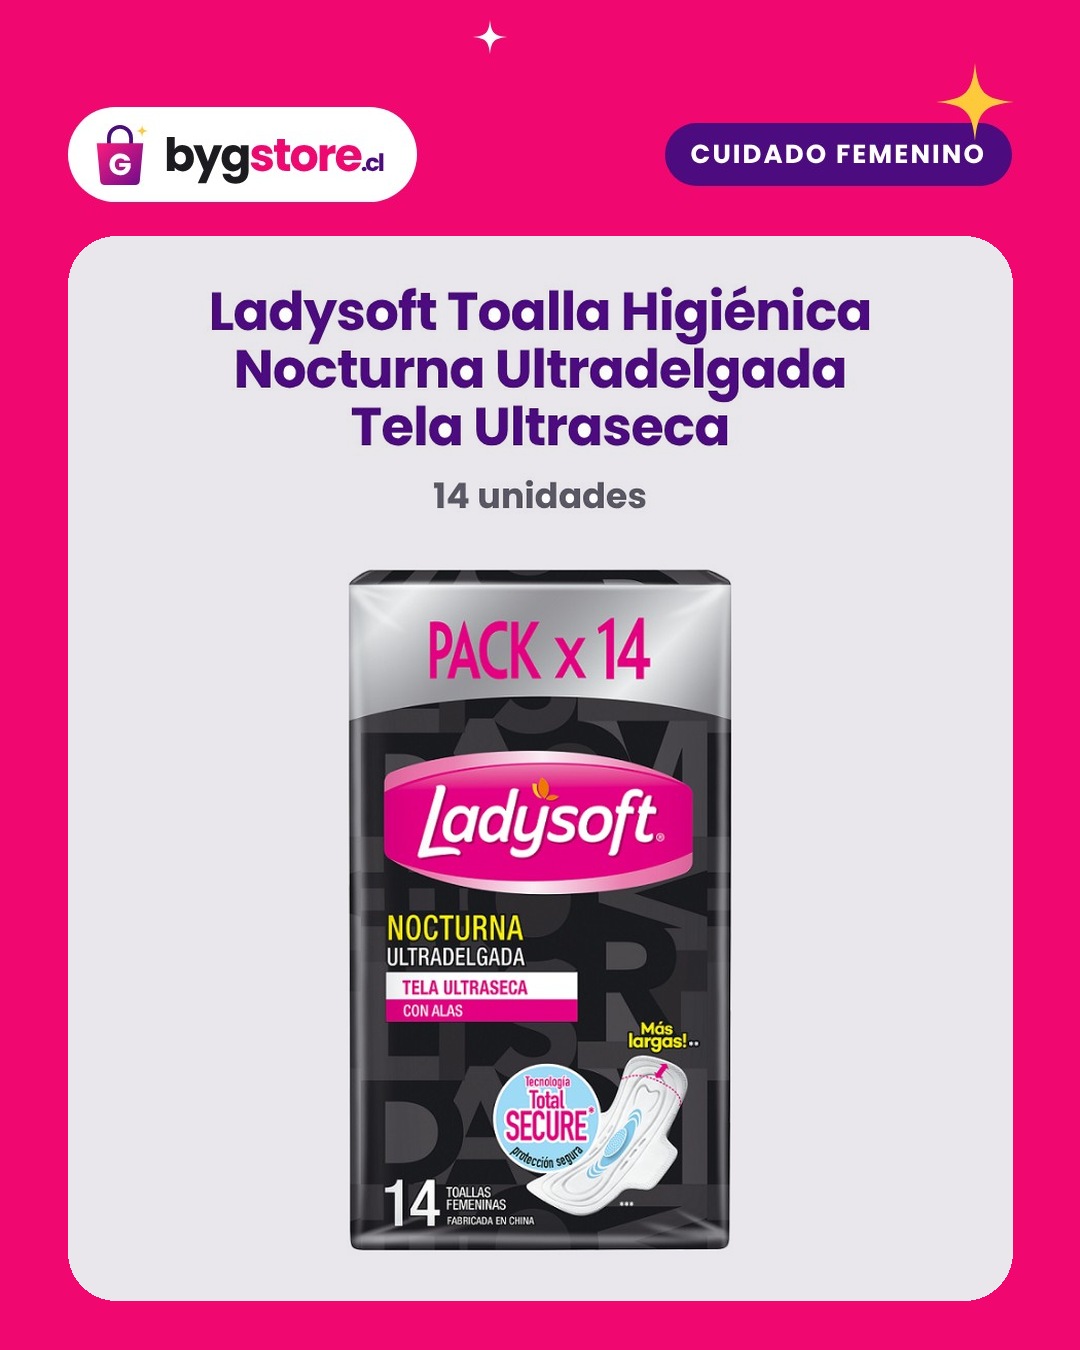 G bygstore.cl
CUIDADO FEMENINO
Ladysoft Toalla Higiénica
Nocturna Ultradelgada
Tela Ultraseca
14 unidades
PACK x 14
Ladysoft®
NOCTURNA
ULTRADELGADA
TELA ULTRASECA
CON ALAS
Más
largas!
Tecnología
Total
SECURE*
protección segura
14 TOALLAS
FEMENINAS
FABRICADA EN CHINA